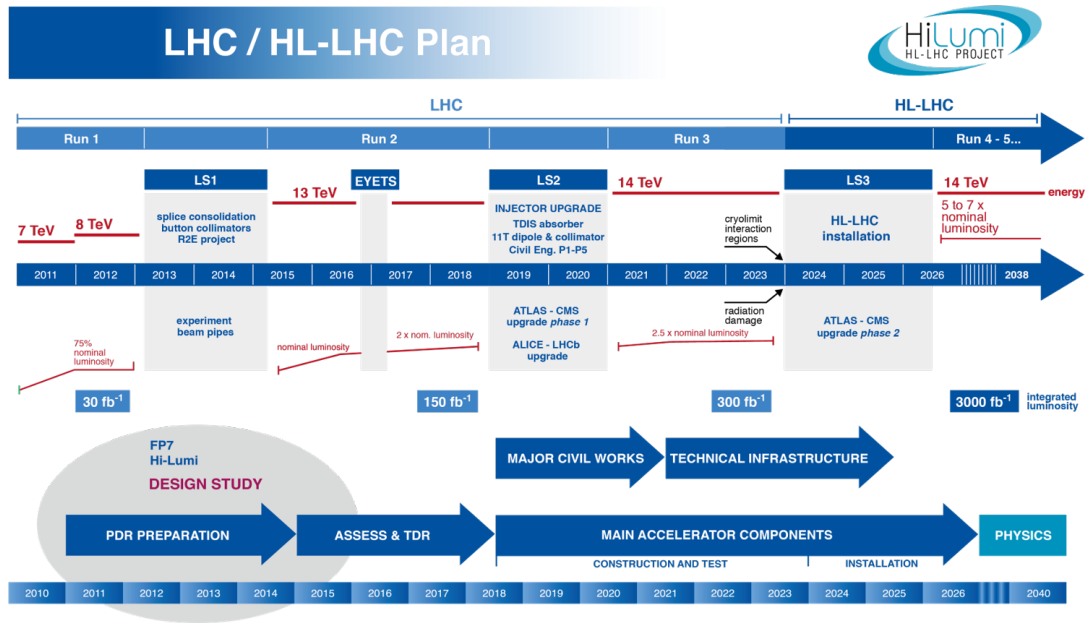 LHC / HL-LHC Plan
HiLumi
HL-LHC PROJECT
LHC
HL-LHC
Run 1
Run 2
Run 3
Run 4 - 5...
LS1
EYETS
LS2
LS3
7 TeV
8 TeV
13 TeV
14 TeV
14 TeV
energy
splice consolidation
button collimators
R2E project
INJECTOR UPGRADE
TDIS absorber
11T dipole & collimator
Civil Eng. P1-P5
cryolimit
interaction
regions
HL-LHC
installation
5 to 7 x
nominal
luminosity
2011 2012 2013 2014 2015 2016 2017 2018 2019 2020 2021 2022 2023 2024 2025 2026 2038
experiment
beam pipes
ATLAS - CMS
upgrade phase 1
ALICE - LHCb
upgrade
radiation
damage
ATLAS - CMS
upgrade phase 2
75%
nominal
luminosity
nominal luminosity
2 x nom. luminosity
2.5 x nominal luminosity
30 fb-1
150 fb-1
300 fb-1
3000 fb-1
integrated
luminosity
FP7
Hi-Lumi
DESIGN STUDY
MAJOR CIVIL WORKS
TECHNICAL INFRASTRUCTURE
PDR PREPARATION
ASSESS & TDR
MAIN ACCELERATOR COMPONENTS
PHYSICS
CONSTRUCTION AND TEST
INSTALLATION
2010 2011 2012 2013 2014 2015 2016 2017 2018 2019 2020 2021 2022 2023 2024 2025 2026 2040